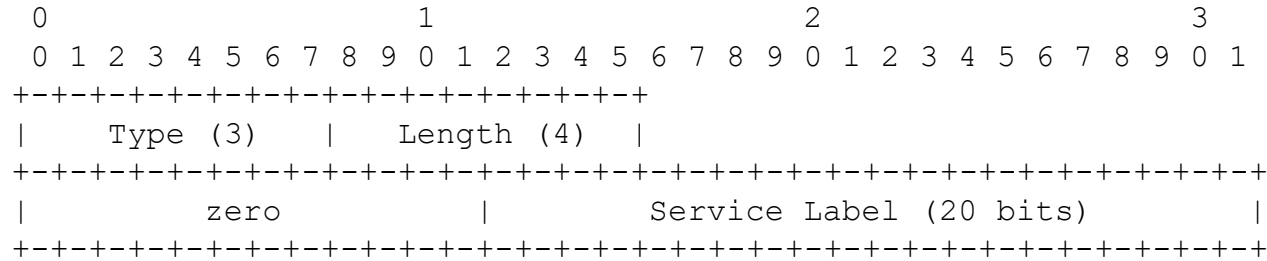 0                   1                   2                   3
 0 1 2 3 4 5 6 7 8 9 0 1 2 3 4 5 6 7 8 9 0 1 2 3 4 5 6 7 8 9 0 1
+-+-+-+-+-+-+-+-+-+-+-+-+-+-+-+-+
|    Type (3)   |   Length (4)  |
+-+-+-+-+-+-+-+-+-+-+-+-+-+-+-+-+-+-+-+-+-+-+-+-+-+-+-+-+-+-+-+-+
|         zero          |        Service Label (20 bits)        |
+-+-+-+-+-+-+-+-+-+-+-+-+-+-+-+-+-+-+-+-+-+-+-+-+-+-+-+-+-+-+-+-+